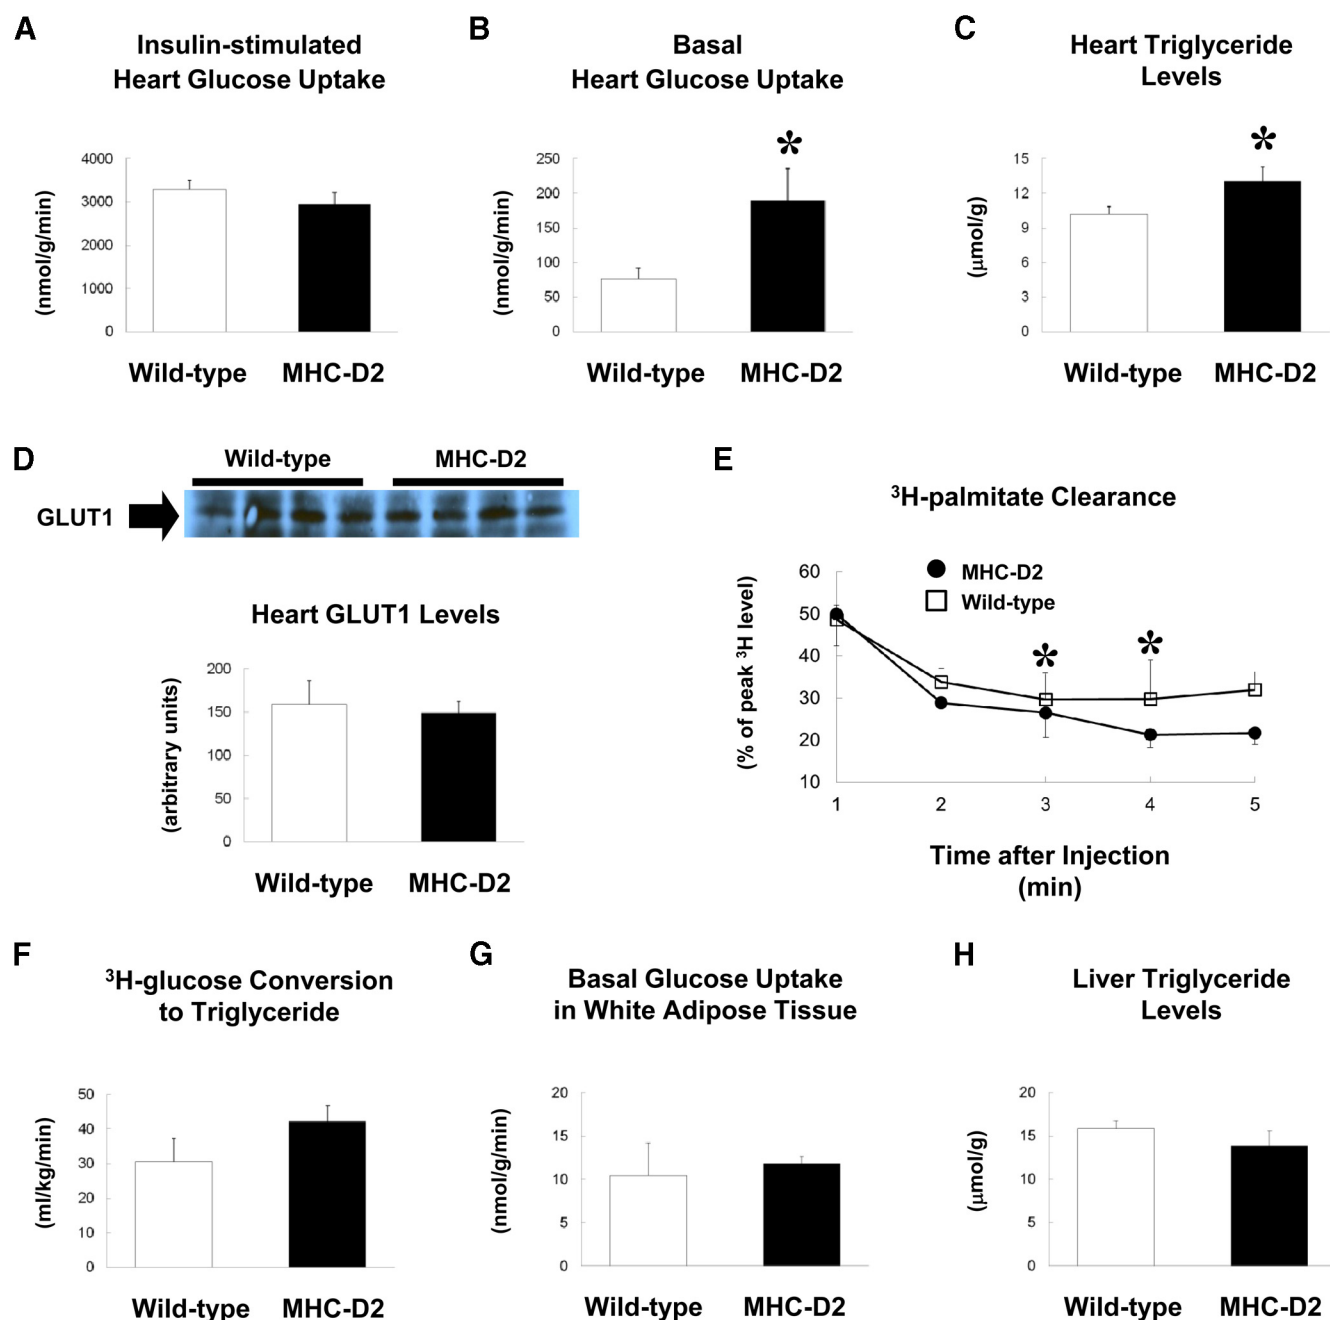 A
Insulin-stimulated
Heart Glucose Uptake
(nmol/g/min)
4000
3000
2000
1000
0
Wild-type MHC-D2
B
Basal
Heart Glucose Uptake
(nmol/g/min)
*
250
200
150
100
50
0
Wild-type MHC-D2
C
Heart Triglyceride
Levels
(μmol/g)
*
15
12
9
6
3
0
Wild-type MHC-D2
D
Wild-type MHC-D2
GLUT1
Heart GLUT1 Levels
(arbitrary units)
200
150
100
50
0
Wild-type MHC-D2
E
³H-palmitate Clearance
(% of peak ³H level)
MHC-D2
Wild-type
* *
60
50
40
30
20
10
1 2 3 4 5
Time after Injection
(min)
F
³H-glucose Conversion
to Triglyceride
(ml/kg/min)
50
40
30
20
10
0
Wild-type MHC-D2
G
Basal Glucose Uptake
in White Adipose Tissue
(nmol/g/min)
20
15
10
5
0
Wild-type MHC-D2
H
Liver Triglyceride
Levels
(μmol/g)
20
15
10
5
0
Wild-type MHC-D2